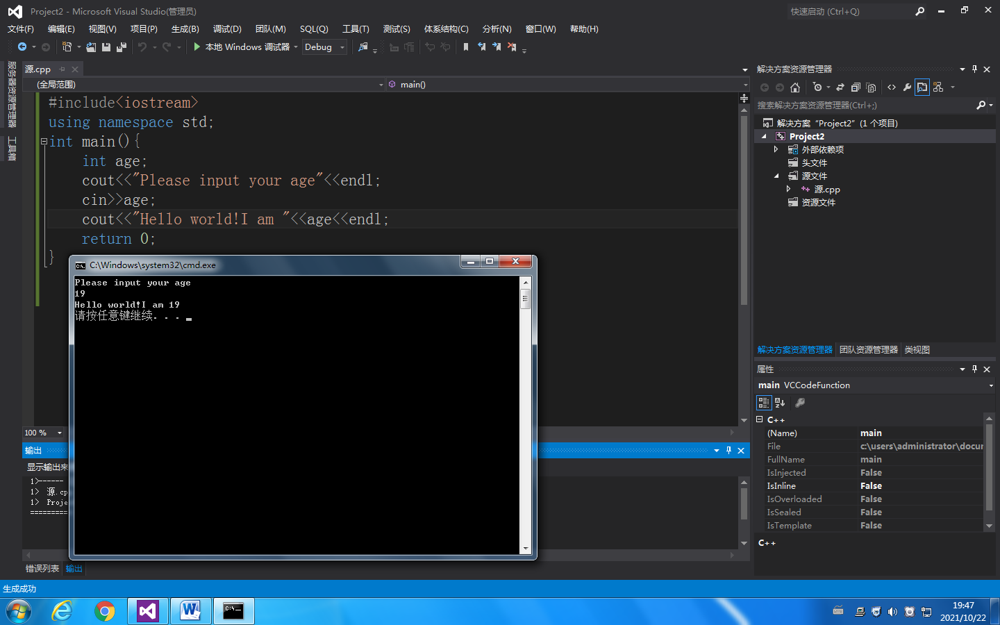 Project2 - Microsoft Visual Studio(管理员)
快速启动 (Ctrl+Q)
文件(F) 编辑(E) 视图(V) 项目(P) 生成(B) 调试(D) 团队(M) SQL(Q) 工具(T) 测试(S) 体系结构(C) 分析(N) 窗口(W) 帮助(H)
本地 Windows 调试器 Debug
服务器资源管理器
工具箱
源.cpp
(全局范围) main()
#include<iostream>
using namespace std;
int main(){
int age;
cout<<"Please input your age"<<endl;
cin>>age;
cout<<"Hello world!I am "<<age<<endl;
return 0;
}
C:\Windows\system32\cmd.exe
Please input your age
19
Hello world!I am 19
请按任意键继续. . .
100 %
输出
显示输出来
1>------
1> 源.cp
1> Proje
==========
错误列表 输出
解决方案资源管理器
搜索解决方案资源管理器(Ctrl+;)
解决方案 "Project2" (1 个项目)
Project2
外部依赖项
头文件
源文件
源.cpp
资源文件
解决方案资源管理器 团队资源管理器 类视图
属性
main VCCodeFunction
C++
(Name) main
File c:\users\administrator\docur
FullName main
IsInjected False
IsInline False
IsOverloaded False
IsSealed False
IsTemplate False
C++
生成成功
19:47
2021/10/22